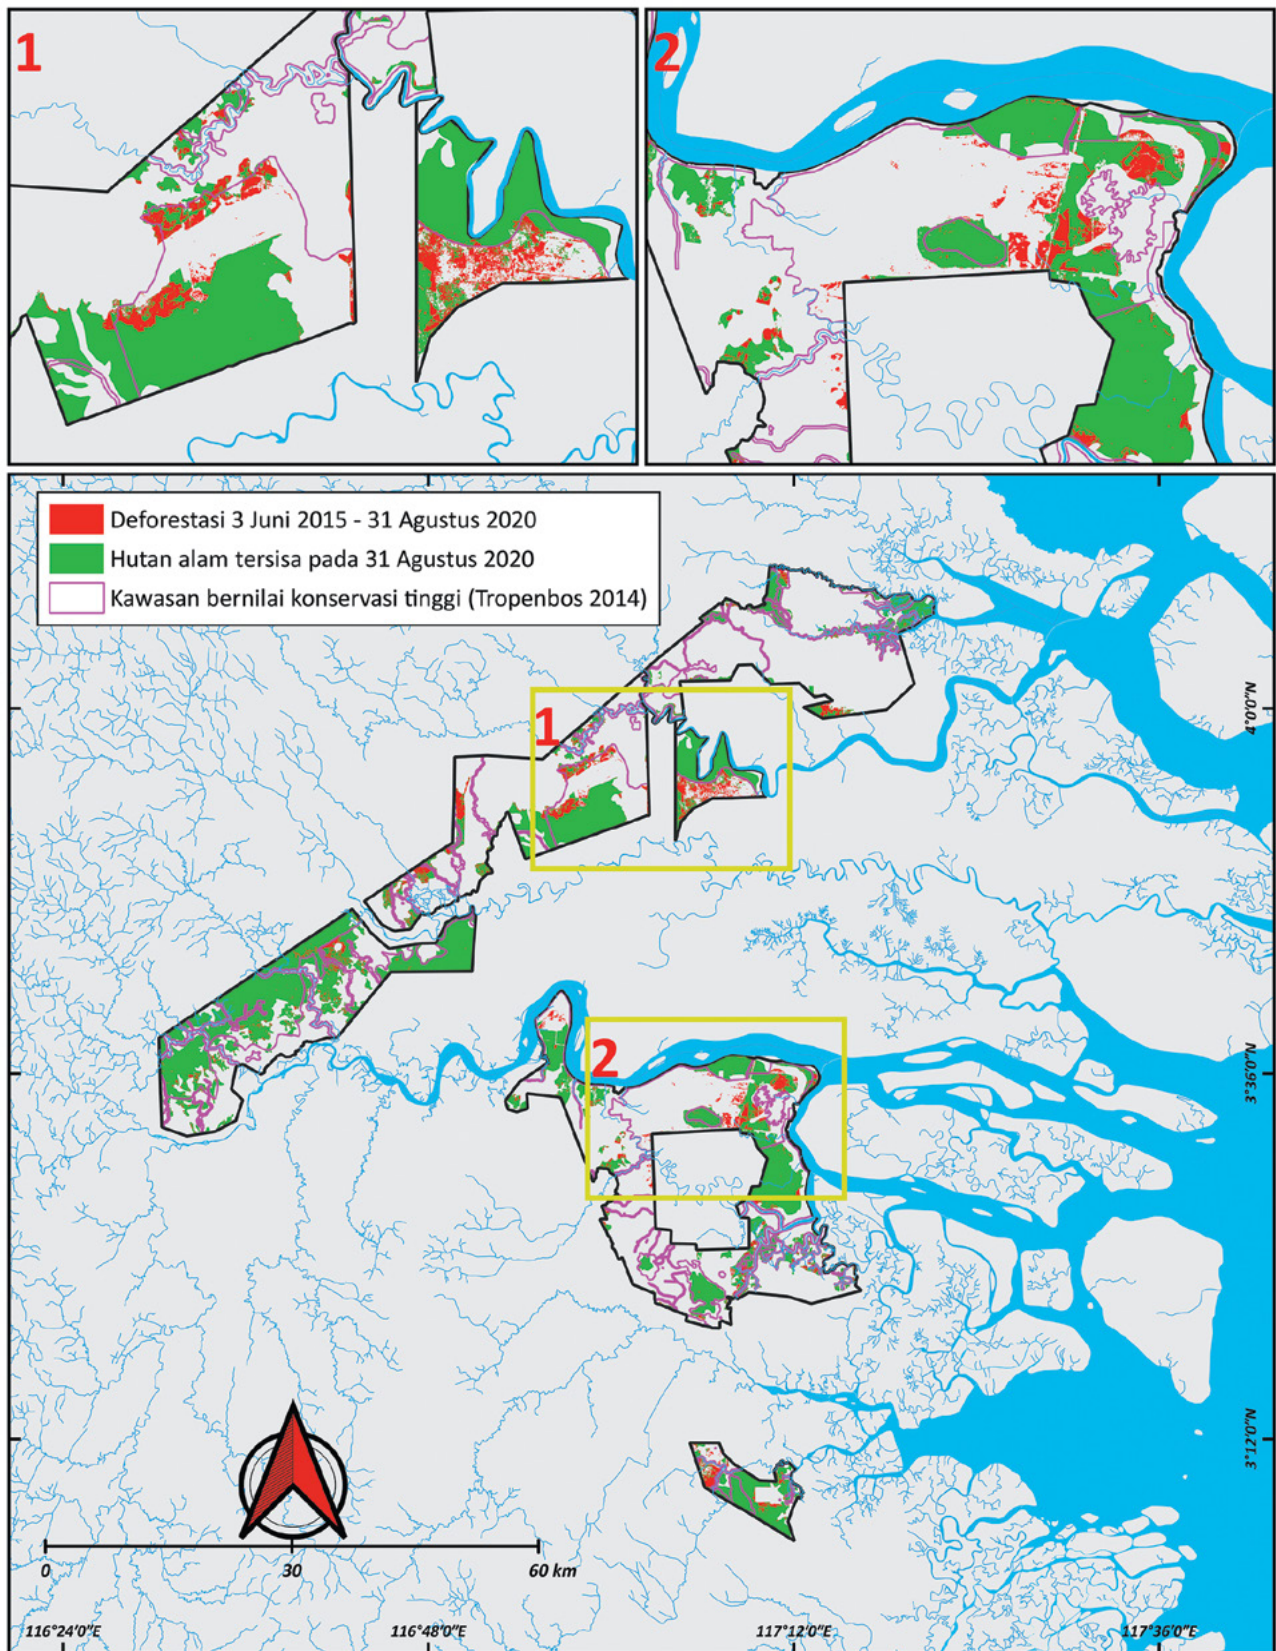 1
2
Deforestasi 3 Juni 2015 - 31 Agustus 2020
Hutan alam tersisa pada 31 Agustus 2020
Kawasan bernilai konservasi tinggi (Tropenbos 2014)
1
2
4°0'0"N
3°36'0"N
3°12'0"N
0
30
60 km
116°24'0"E
116°48'0"E
117°12'0"E
117°36'0"E